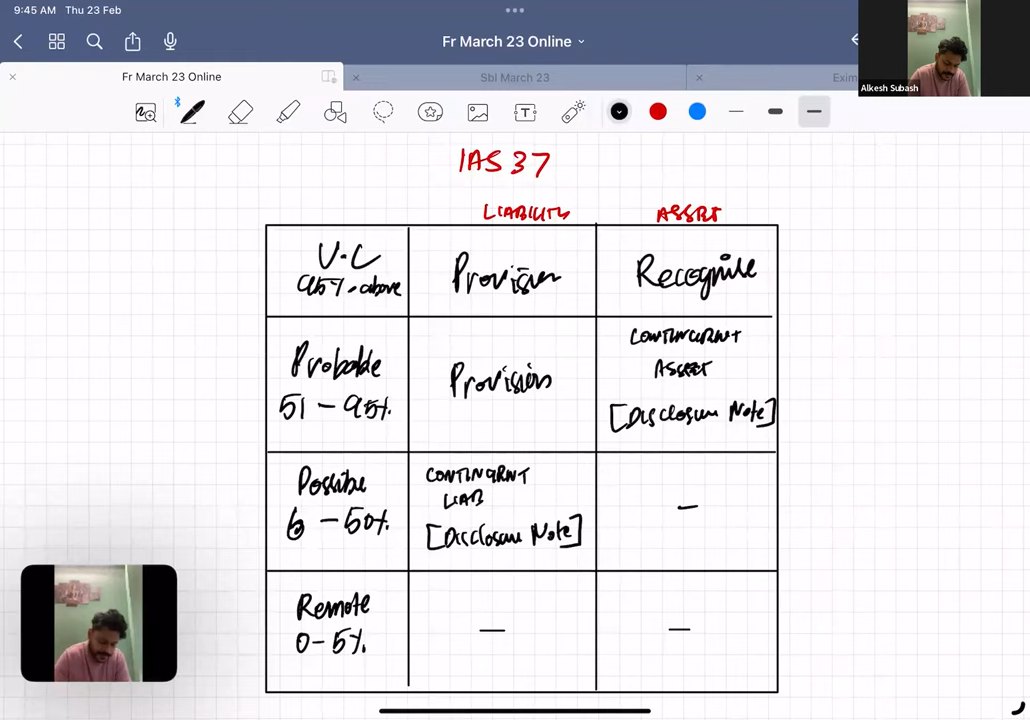 9:45 AM Thu 23 Feb
Fr March 23 Online
Alkesh Subash
Fr March 23 Online
Sbl March 23
Exim
IAS 37
LIABILITY ASSET
V.C
95% above
Provision
Recognise
Probable
51 - 95%
Provision
CONTINGENT
ASSET
[Disclosure Note]
Possible
6 - 50%
CONTINGENT
LIAB
[Disclosure Note]
-
Remote
0 - 5%
-
-